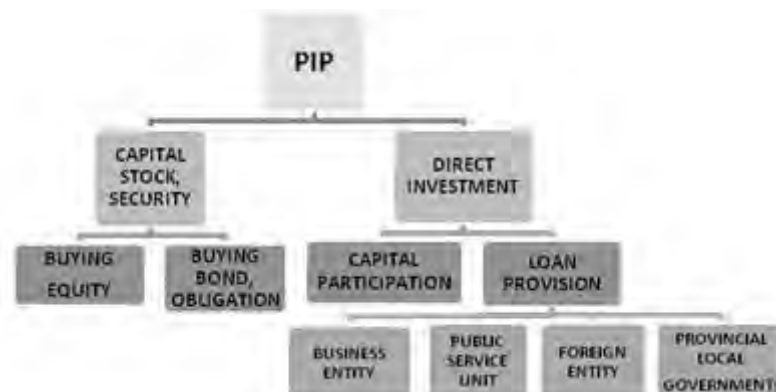 PIP
CAPITAL
STOCK,
SECURITY
DIRECT
INVESTMENT
BUYING
EQUITY
BUYING
BOND,
OBLIGATION
CAPITAL
PARTICIPATION
LOAN
PROVISION
BUSINESS
ENTITY
PUBLIC
SERVICE
UNIT
FOREIGN
ENTITY
PROVINCIAL
LOCAL
GOVERNMENT